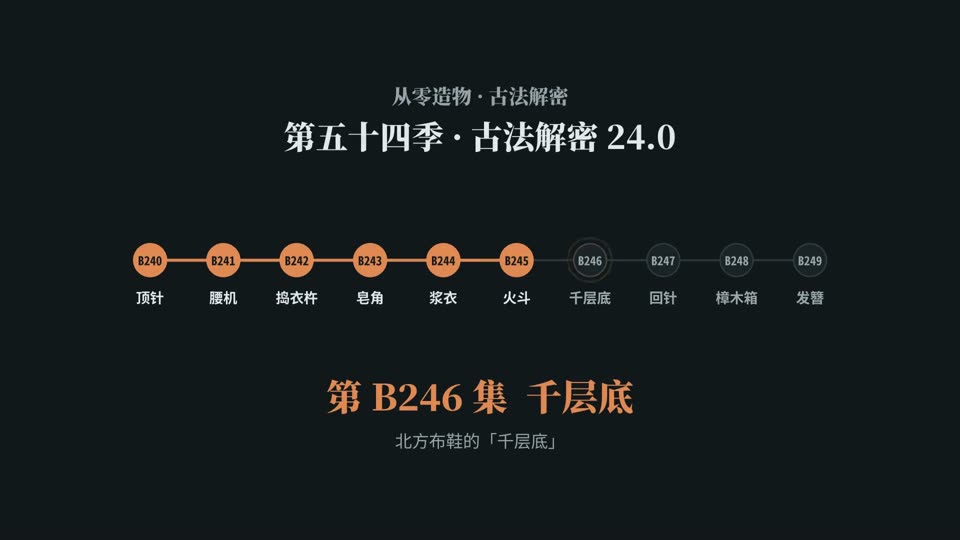 从零造物 · 古法解密
第五十四季 · 古法解密 24.0
B240 B241 B242 B243 B244 B245 B246 B247 B248 B249
顶针 腰机 捣衣杵 皂角 浆衣 火斗 千层底 回针 樟木箱 发簪
第 B246 集 千层底
北方布鞋的「千层底」